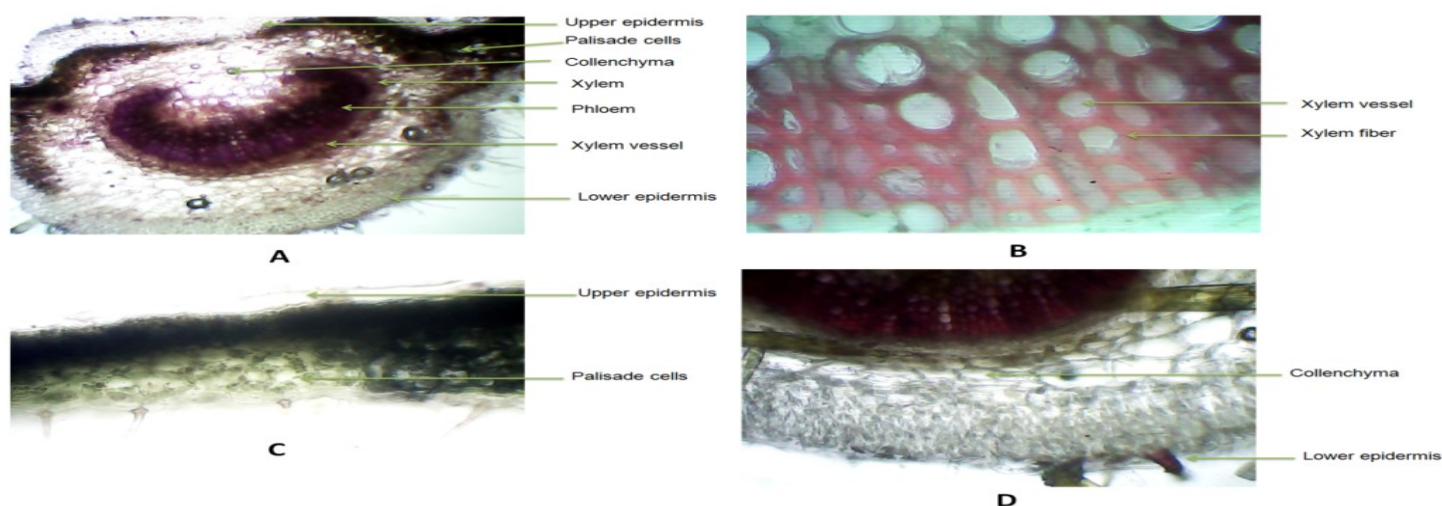 Upper epidermis
Palisade cells
Collenchyma
Xylem
Phloem
Xylem vessel
Lower epidermis
A
Xylem vessel
Xylem fiber
B
Upper epidermis
Palisade cells
C
Collenchyma
Lower epidermis
D